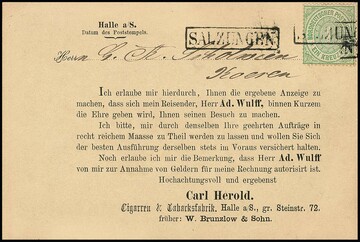 Halle a/S.
Datum des Poststempels.
SALZUNGEN
Herrn G. A.
Ich erlaube mir hierdurch, Ihnen die ergebene Anzeige zu
machen, dass sich mein Reisender, Herr Ad. Wulff, binnen Kurzem
die Ehre geben wird, Ihnen seinen Besuch zu machen.
Ich bitte, mir durch denselben Ihre geehrten Aufträge in
recht reichem Maasse zu Theil werden zu lassen und wollen Sie Sich
der besten Ausführung derselben stets im Voraus versichert halten.
Noch erlaube ich mir die Bemerkung, dass Herr Ad. Wulff
von mir zur Annahme von Geldern für meine Rechnung autorisirt ist.
Hochachtungsvoll und ergebenst
Carl Herold.
Cigarren & Tabacksfabrik, Halle a/S., gr. Steinstr. 72.
früher: W. Brunzlow & Sohn.